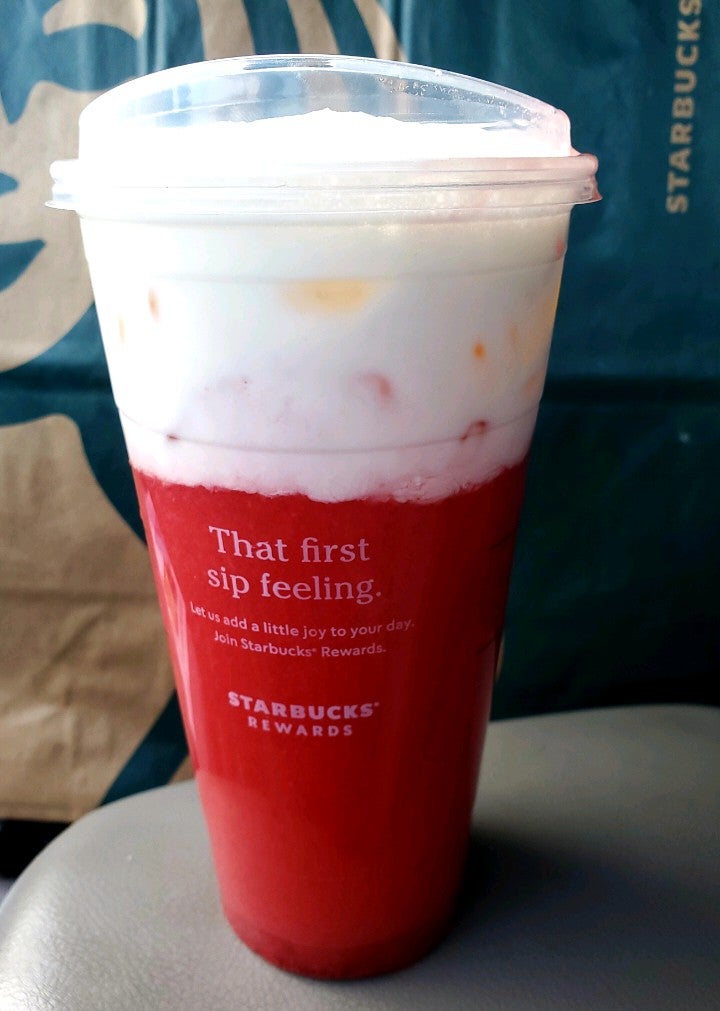 STARBUCKS
That first
sip feeling.
Let us add a little joy to your day.
Join Starbucks® Rewards.
STARBUCKS®
REWARDS